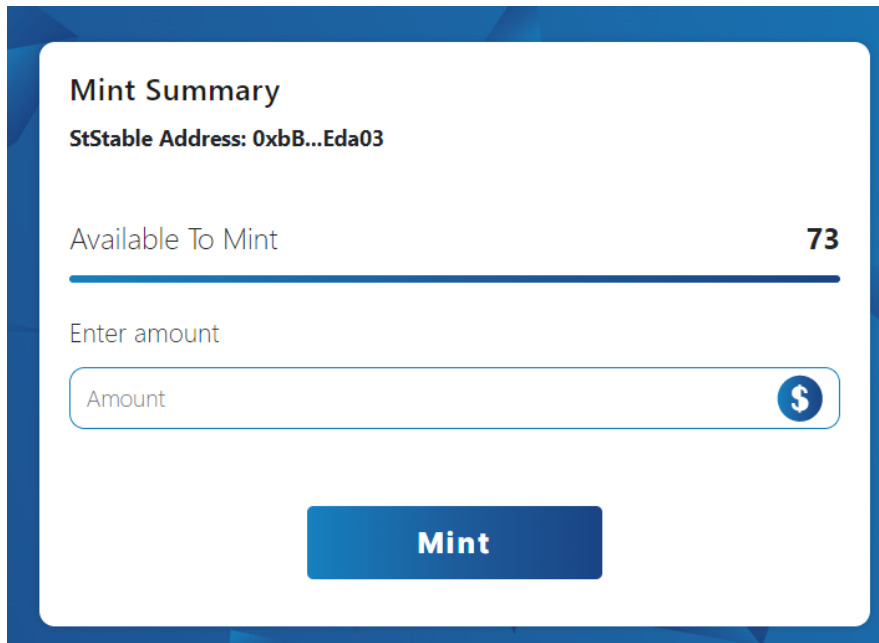 Mint Summary
StStable Address: 0xbB...Eda03
Available To Mint 73
Enter amount
Amount $
Mint